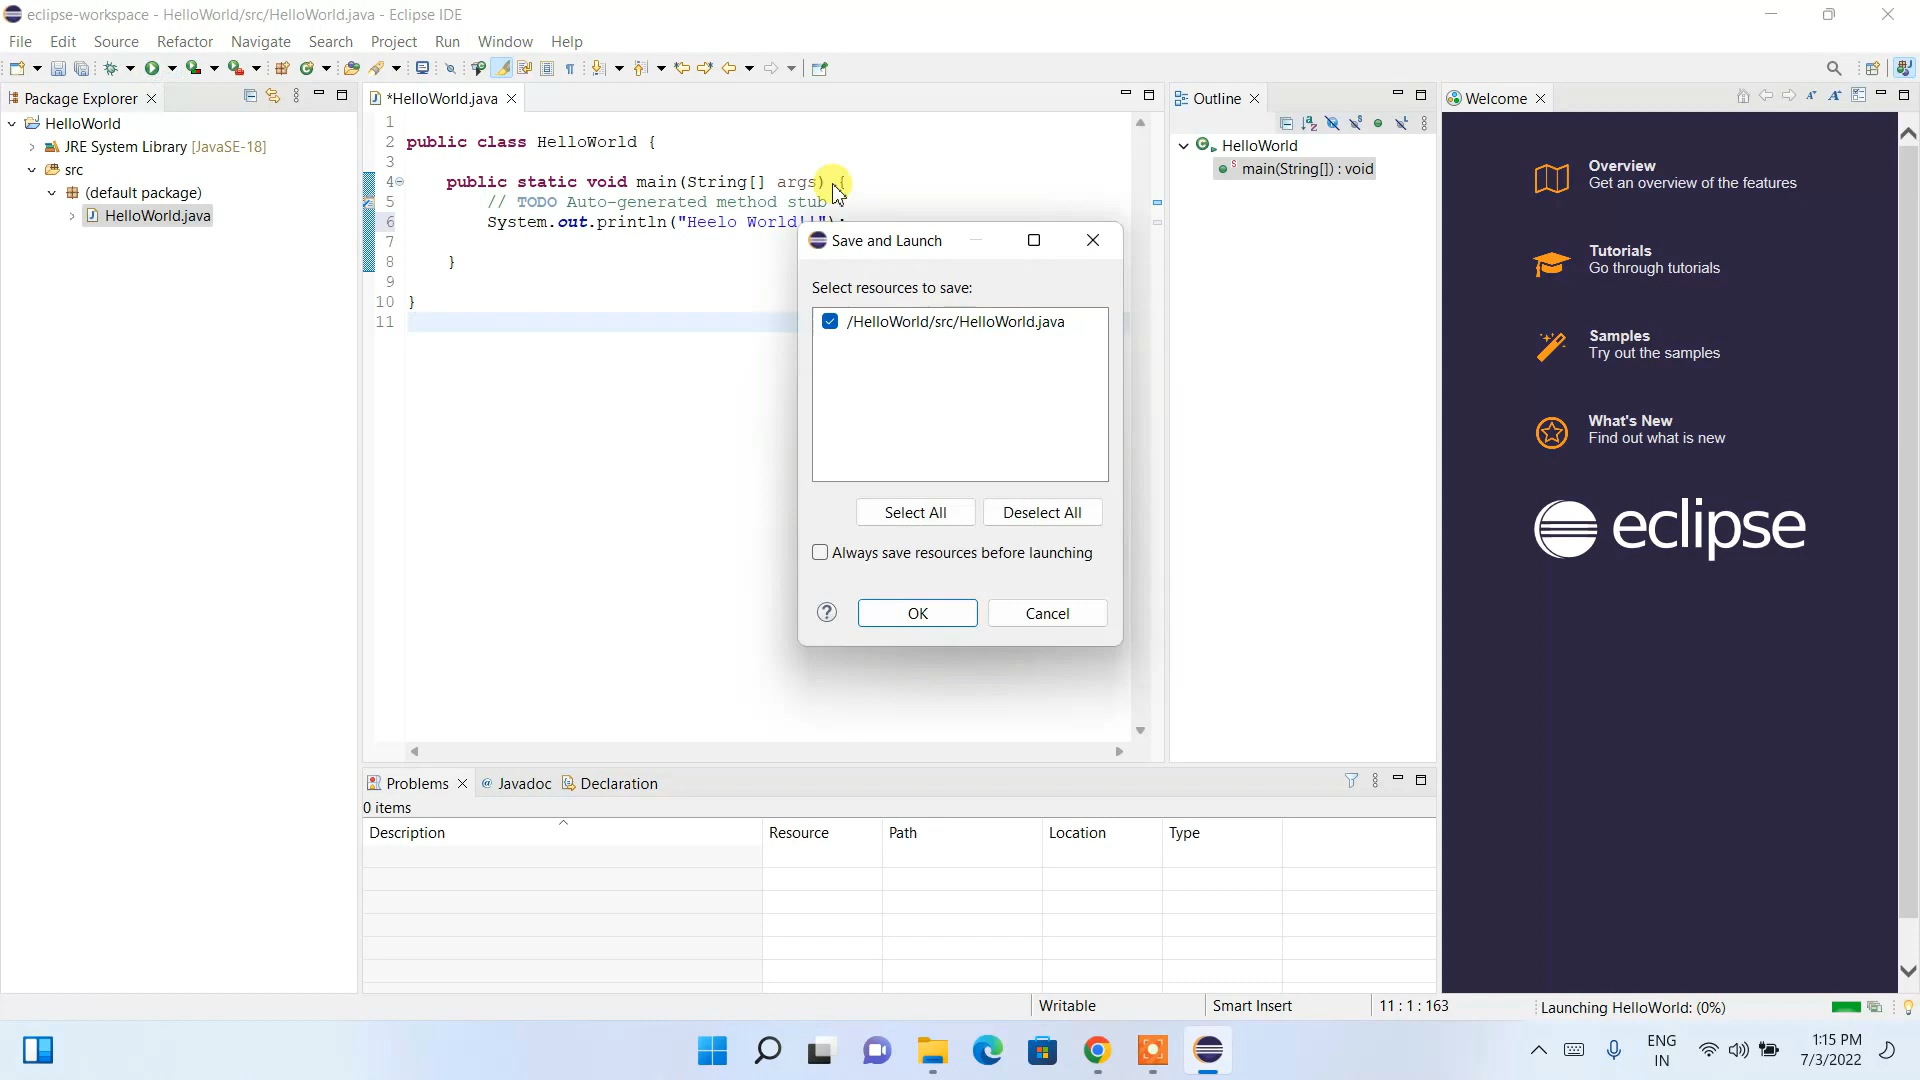 eclipse-workspace - HelloWorld/src/HelloWorld.java - Eclipse IDE
File Edit Source Refactor Navigate Search Project Run Window Help
Package Explorer
HelloWorld
JRE System Library [JavaSE-18]
src
(default package)
HelloWorld.java
*HelloWorld.java
1
2 public class HelloWorld {
3
4 public static void main(String[] args) {
5 // TODO Auto-generated method stub
6 System.out.println("Heelo World!!");
7
8 }
9
10 }
11
Save and Launch
Select resources to save:
/HelloWorld/src/HelloWorld.java
Select All Deselect All
Always save resources before launching
OK Cancel
Outline
HelloWorld
main(String[]) : void
Welcome
Overview
Get an overview of the features
Tutorials
Go through tutorials
Samples
Try out the samples
What's New
Find out what is new
eclipse
Problems Javadoc Declaration
0 items
Description Resource Path Location Type
Writable Smart Insert 11 : 1 : 163 Launching HelloWorld: (0%)
ENG
IN
1:15 PM
7/3/2022